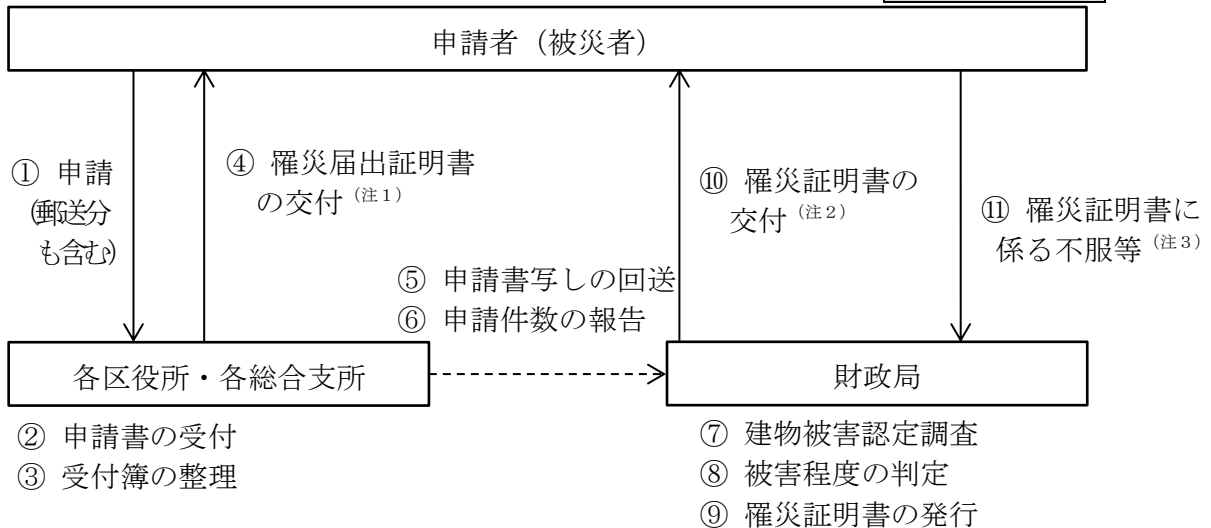 申請者（被災者）
① 申請
（郵送分
も含む）
④ 罹災届出証明書
の交付（注１）
⑩ 罹災証明書の
交付（注２）
⑪ 罹災証明書に
係る不服等（注３）
⑤ 申請書写しの回送
⑥ 申請件数の報告
各区役所・各総合支所
財政局
② 申請書の受付
③ 受付簿の整理
⑦ 建物被害認定調査
⑧ 被害程度の判定
⑨ 罹災証明書の発行